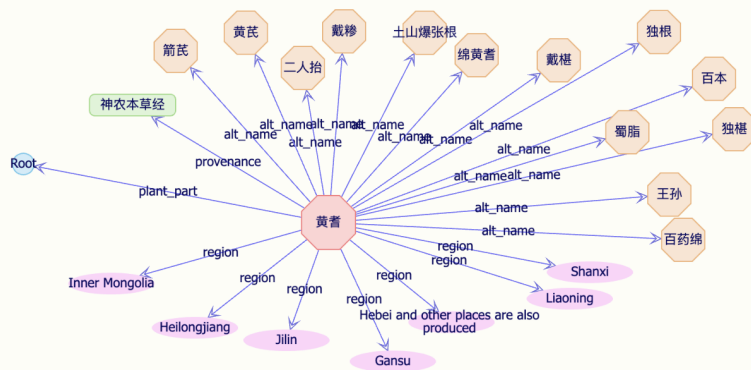 箭芪
黄芪
二人抬
戴糁
土山爆张根
绵黄耆
戴椹
独根
百本
蜀脂
独椹
王孙
百药绵
神农本草经
Root
黄耆
alt_name
alt_name
alt_name
alt_name
alt_name
alt_name
alt_name
alt_name
alt_name
alt_name
alt_name
alt_name
alt_name
provenance
plant_part
region
region
region
region
region
region
region
Inner Mongolia
Heilongjiang
Jilin
Gansu
Hebei and other places are also
produced
Liaoning
Shanxi